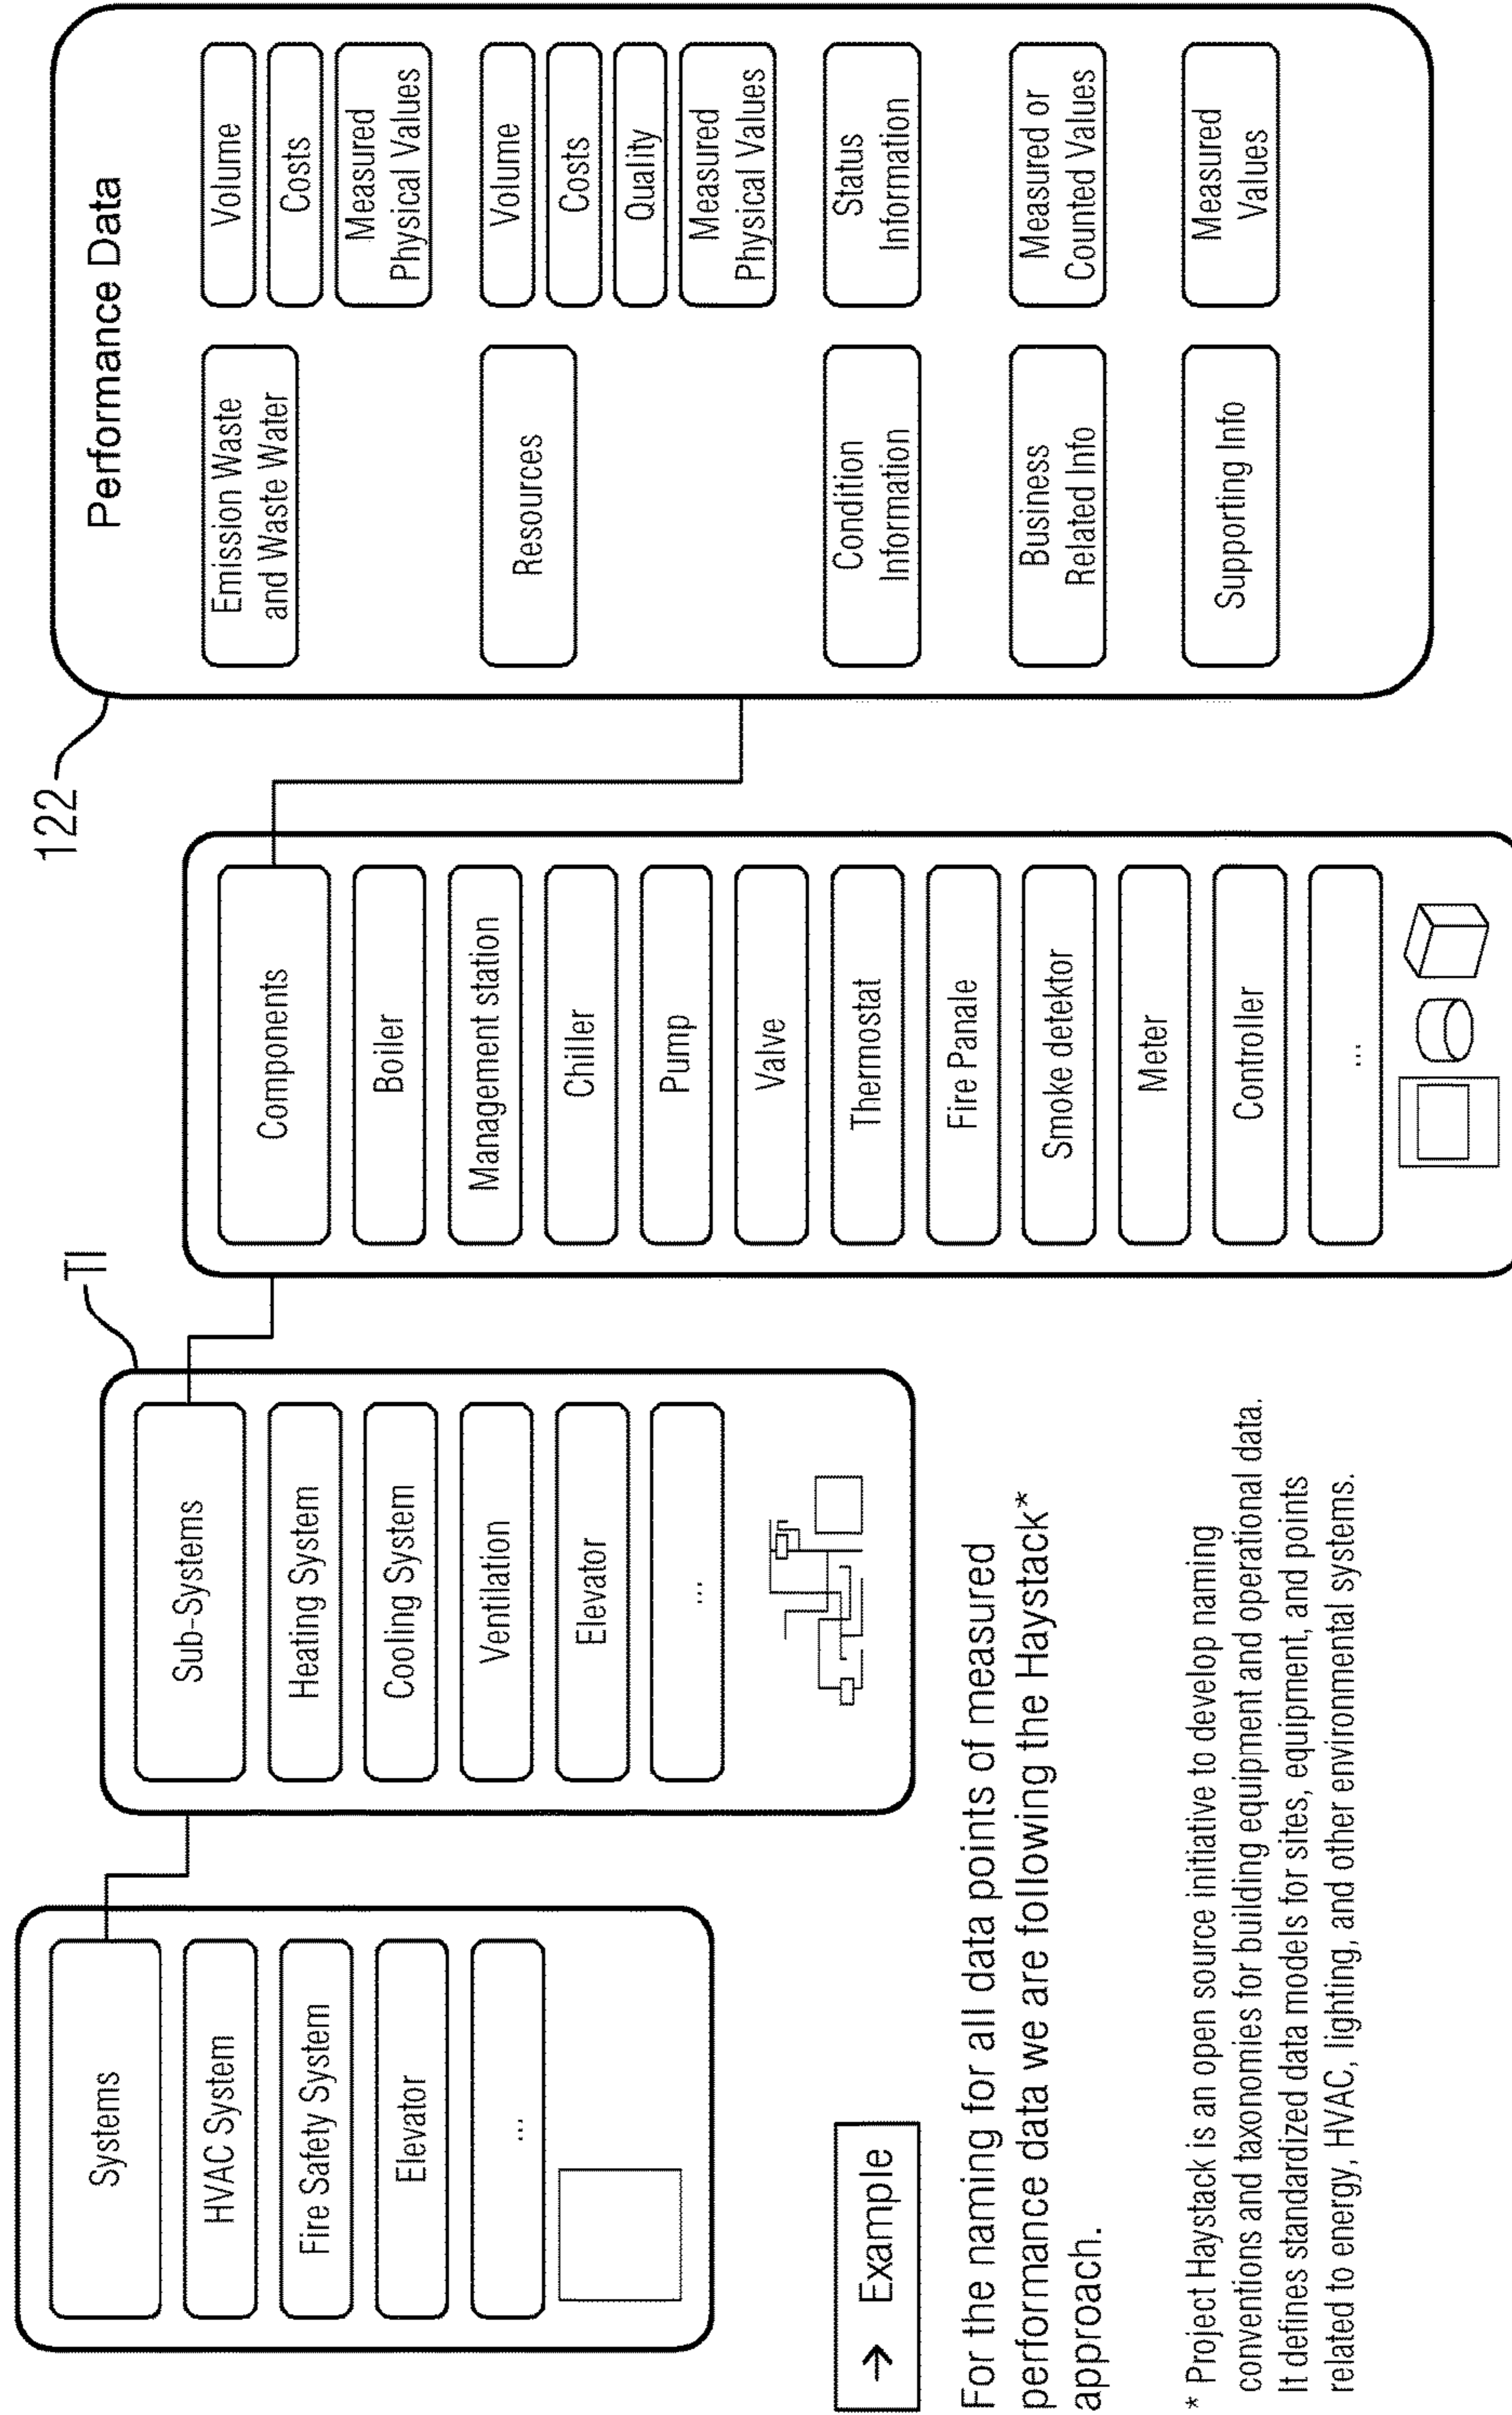 Systems
HVAC System
Fire Safety System
Elevator
...
TI
Sub-Systems
Heating System
Cooling System
Ventilation
Elevator
...
Components
Boiler
Management station
Chiller
Pump
Valve
Thermostat
Fire Panale
Smoke detektor
Meter
Controller
...
122
Performance Data
Emission Waste
and Waste Water
Volume
Costs
Measured
Physical Values
Resources
Volume
Costs
Quality
Measured
Physical Values
Condition
Information
Status
Information
Business
Related Info
Measured or
Counted Values
Supporting Info
Measured
Values
→ Example
For the naming for all data points of measured
performance data we are following the Haystack*
approach.
* Project Haystack is an open source initiative to develop naming
conventions and taxonomies for building equipment and operational data.
It defines standardized data models for sites, equipment, and points
related to energy, HVAC, lighting, and other environmental systems.